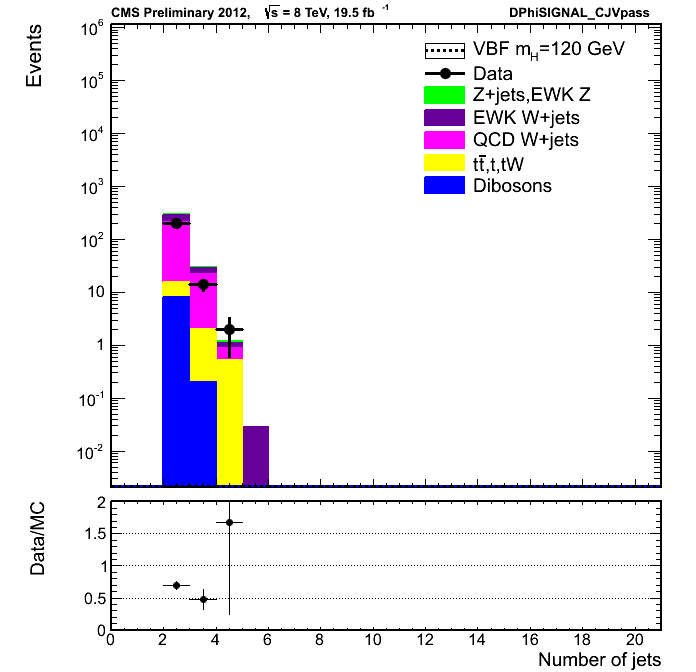 CMS Preliminary 2012, √s = 8 TeV, 19.5 fb⁻¹ DPhiSIGNAL_CJVpass
Events
10⁶
10⁵
10⁴
10³
10²
10
1
10⁻¹
10⁻²
VBF m_H=120 GeV
Data
Z+jets,EWK Z
EWK W+jets
QCD W+jets
tt̄,t,tW
Dibosons
Data/MC
2
1.5
1
0.5
0
0 2 4 6 8 10 12 14 16 18 20
Number of jets